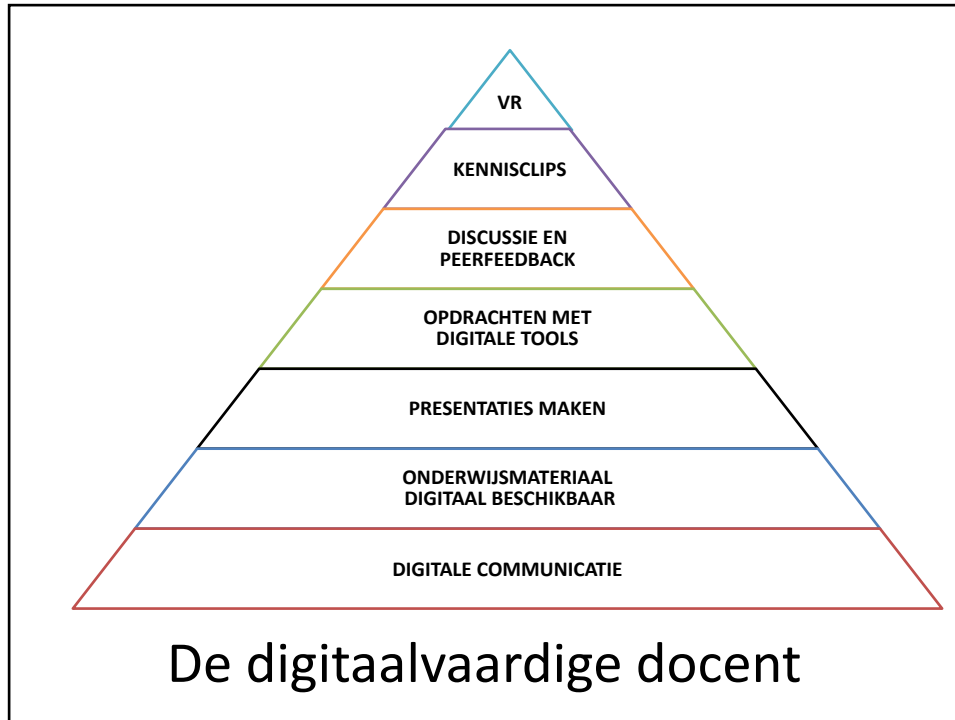 VR
KENNISCLIPS
DISCUSSIE EN
PEERFEEDBACK
OPDRACHTEN MET
DIGITALE TOOLS
PRESENTATIES MAKEN
ONDERWIJSMATERIAAL
DIGITAAL BESCHIKBAAR
DIGITALE COMMUNICATIE
De digitaalvaardige docent